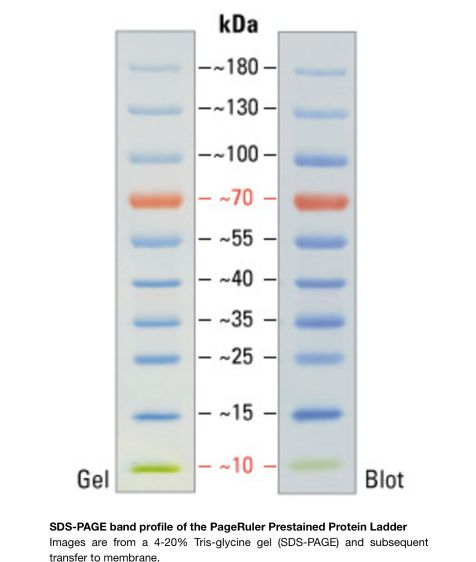 kDa
~180
~130
~100
~70
~55
~40
~35
~25
~15
~10
Gel
Blot
SDS-PAGE band profile of the PageRuler Prestained Protein Ladder
Images are from a 4-20% Tris-glycine gel (SDS-PAGE) and subsequent
transfer to membrane.